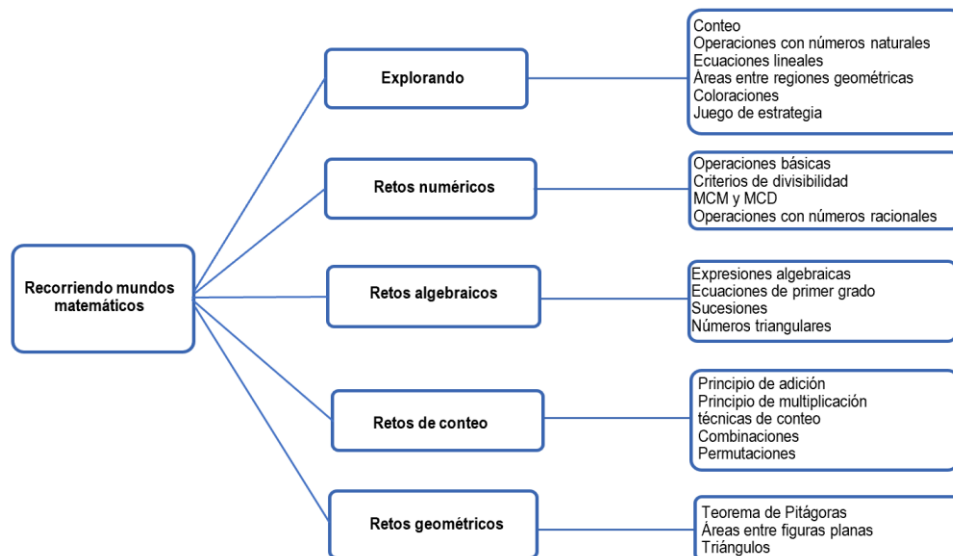 Recorriendo mundos
matemáticos
Explorando
Conteo
Operaciones con números naturales
Ecuaciones lineales
Áreas entre regiones geométricas
Coloraciones
Juego de estrategia
Retos numéricos
Operaciones básicas
Criterios de divisibilidad
MCM y MCD
Operaciones con números racionales
Retos algebraicos
Expresiones algebraicas
Ecuaciones de primer grado
Sucesiones
Números triangulares
Retos de conteo
Principio de adición
Principio de multiplicación
técnicas de conteo
Combinaciones
Permutaciones
Retos geométricos
Teorema de Pitágoras
Áreas entre figuras planas
Triángulos